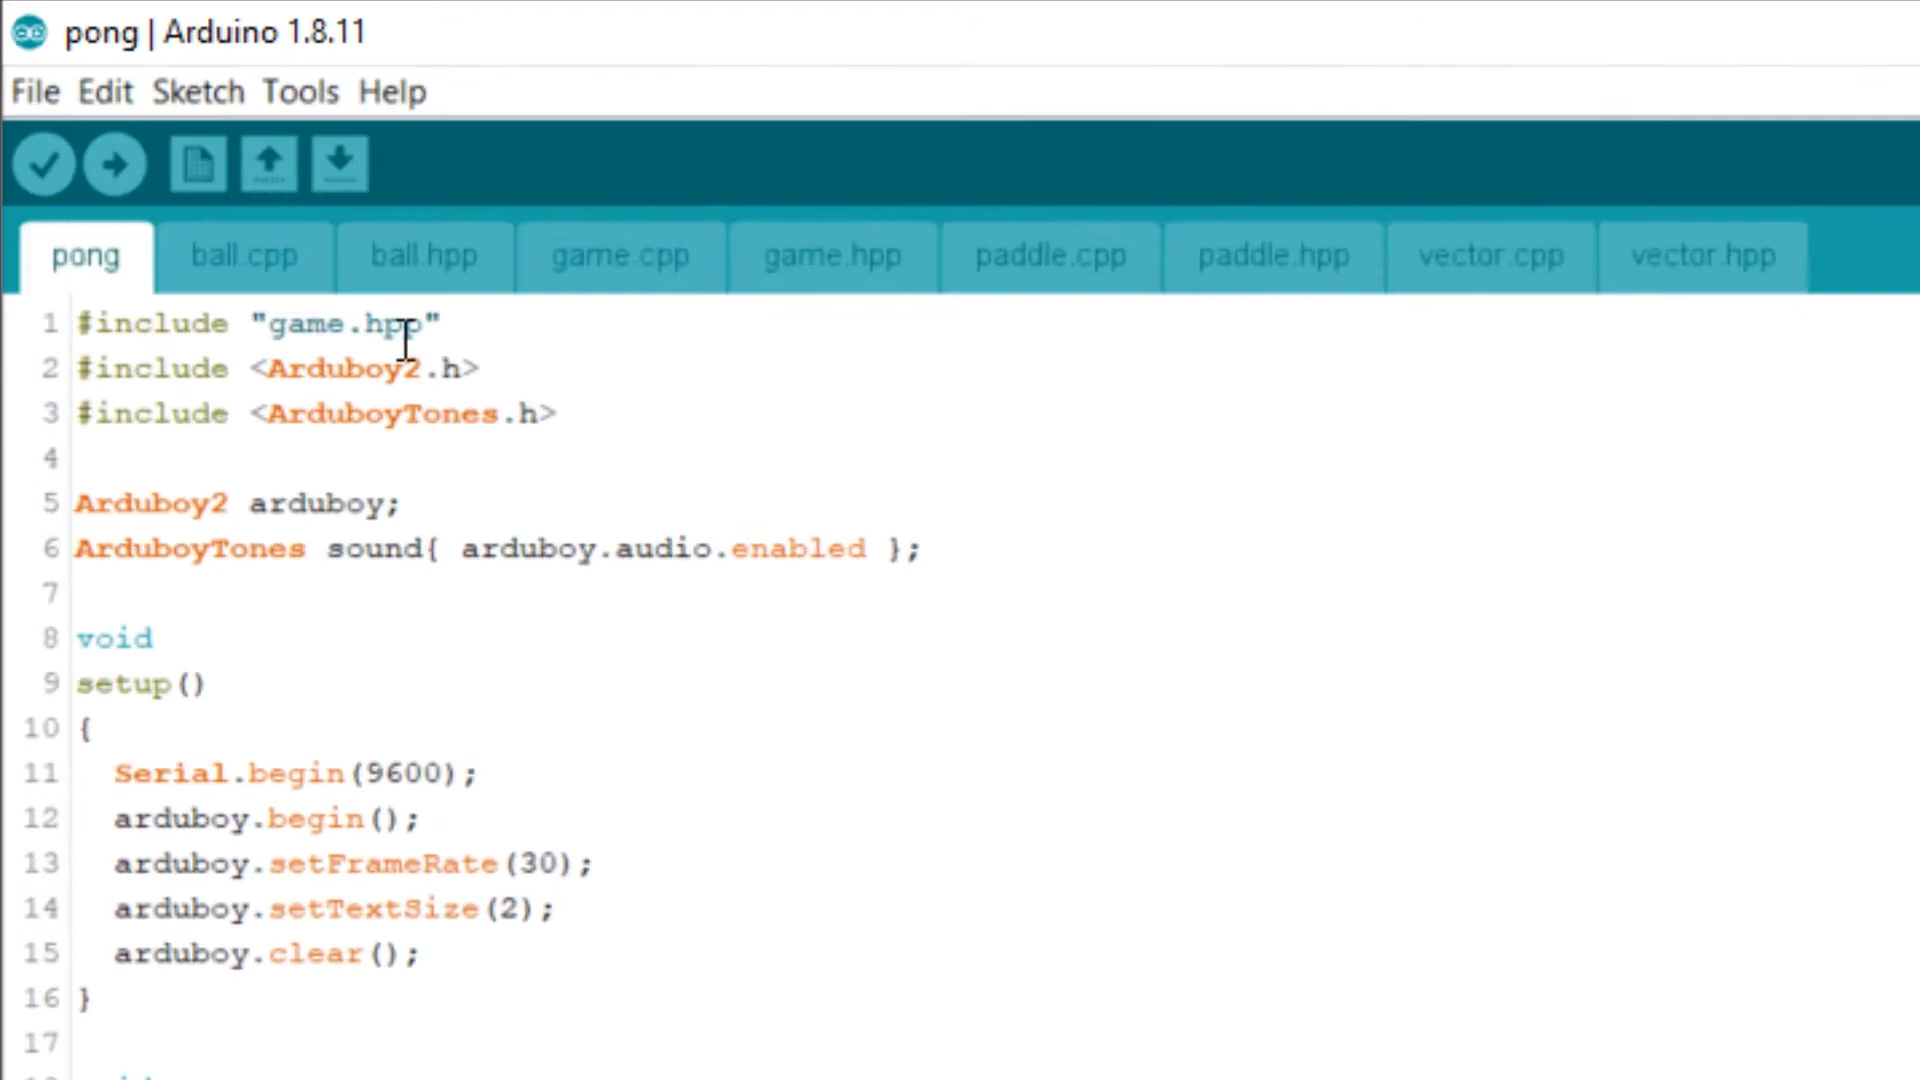 pong | Arduino 1.8.11
File Edit Sketch Tools Help
pong ball.cpp ball.hpp game.cpp game.hpp paddle.cpp paddle.hpp vector.cpp vector.hpp
1 #include "game.hpp"
2 #include <Arduboy2.h>
3 #include <ArduboyTones.h>
4
5 Arduboy2 arduboy;
6 ArduboyTones sound{ arduboy.audio.enabled };
7
8 void
9 setup()
10 {
11 Serial.begin(9600);
12 arduboy.begin();
13 arduboy.setFrameRate(30);
14 arduboy.setTextSize(2);
15 arduboy.clear();
16 }
17